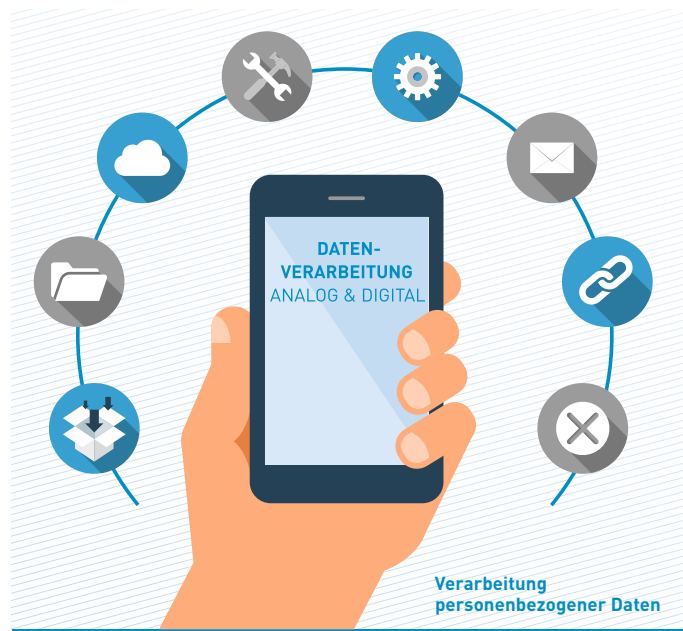 DATEN-
VERARBEITUNG
ANALOG & DIGITAL
Verarbeitung
personenbezogener Daten